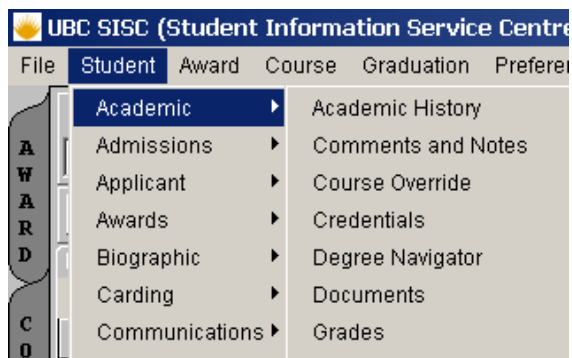 UBC SISC (Student Information Service Centre
File Student Award Course Graduation
Academic
Admissions
Applicant
Awards
Biographic
Carding
Communications
Academic History
Comments and Notes
Course Override
Credentials
Degree Navigator
Documents
Grades
AWARD
CO